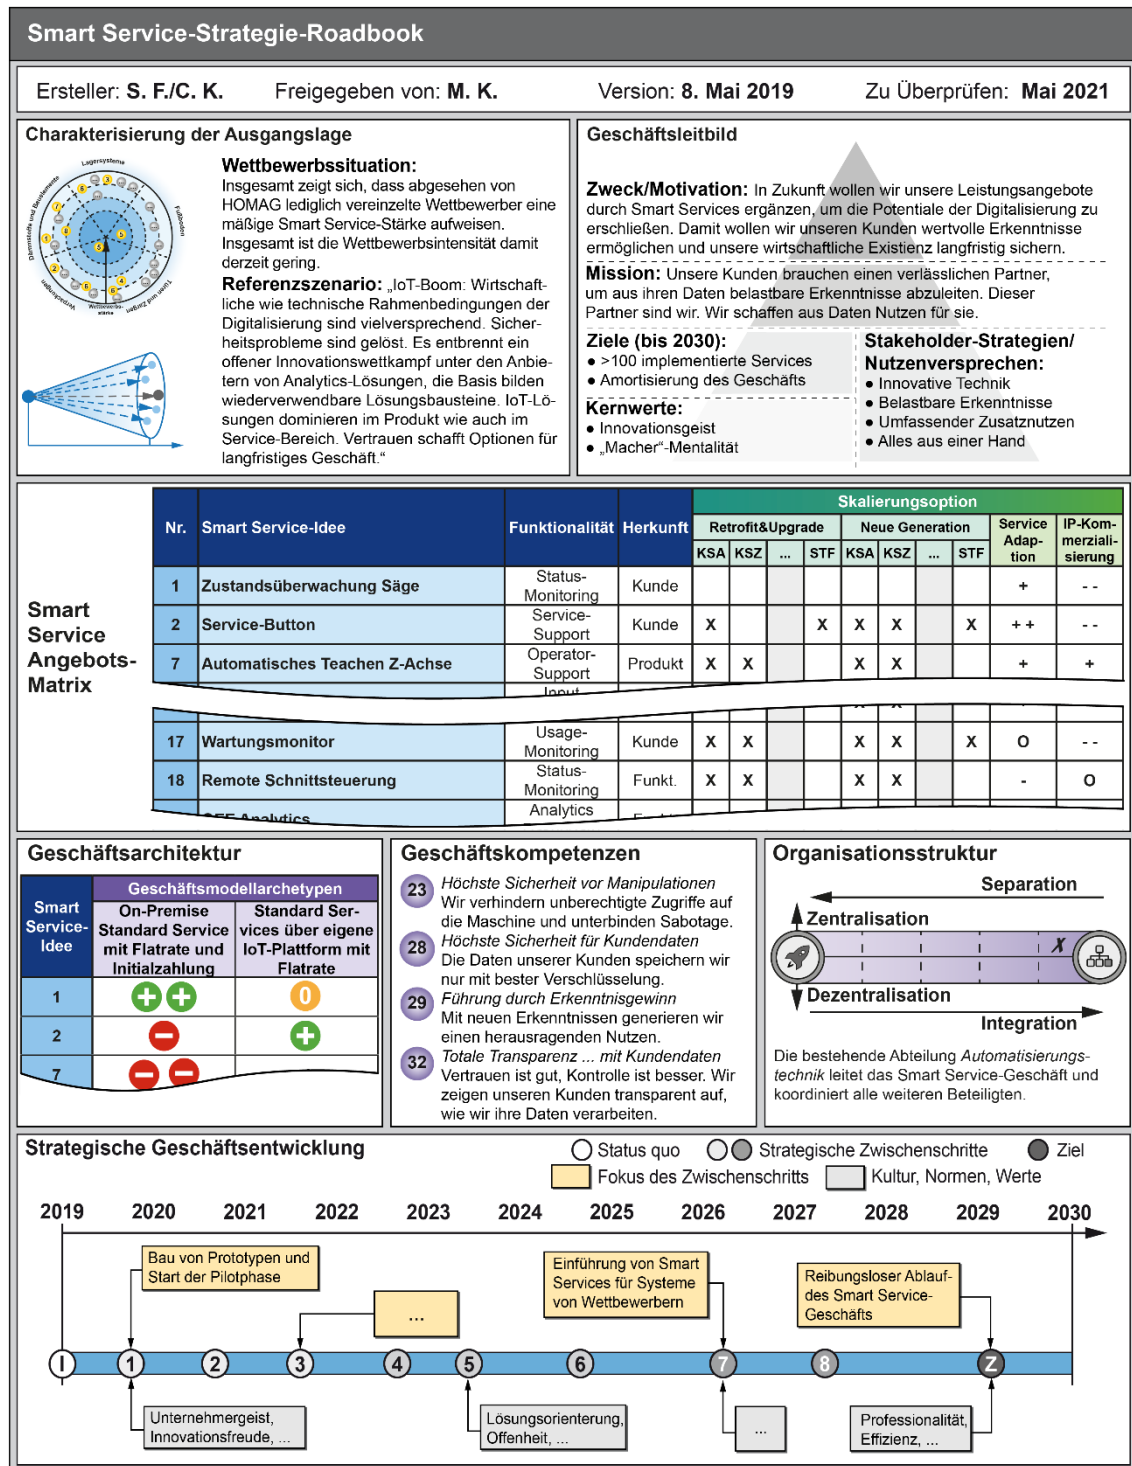 Smart Service-Strategie-Roadbook
Ersteller: S. F./C. K. Freigegeben von: M. K. Version: 8. Mai 2019 Zu Überprüfen: Mai 2021
Charakterisierung der Ausgangslage
Lagersysteme
Fußboden
Türen und Zargen
Verpackungen
Dämmstoffe und Bauelemente
Wettbewerbs-
stärke
Wettbewerbssituation:
Insgesamt zeigt sich, dass abgesehen von
HOMAG lediglich vereinzelte Wettbewerber eine
mäßige Smart Service-Stärke aufweisen.
Insgesamt ist die Wettbewerbsintensität damit
derzeit gering.
Referenzszenario: „IoT-Boom: Wirtschaft-
liche wie technische Rahmenbedingungen der
Digitalisierung sind vielversprechend. Sicher-
heitsprobleme sind gelöst. Es entbrennt ein
offener Innovationswettkampf unter den Anbie-
tern von Analytics-Lösungen, die Basis bilden
wiederverwendbare Lösungsbausteine. IoT-Lö-
sungen dominieren im Produkt wie auch im
Service-Bereich. Vertrauen schafft Optionen für
langfristiges Geschäft.“
Geschäftsleitbild
Zweck/Motivation: In Zukunft wollen wir unsere Leistungsangebote
durch Smart Services ergänzen, um die Potentiale der Digitalisierung zu
erschließen. Damit wollen wir unseren Kunden wertvolle Erkenntnisse
ermöglichen und unsere wirtschaftliche Existenz langfristig sichern.
Mission: Unsere Kunden brauchen einen verlässlichen Partner,
um aus ihren Daten belastbare Erkenntnisse abzuleiten. Dieser
Partner sind wir. Wir schaffen aus Daten Nutzen für sie.
Ziele (bis 2030):
● >100 implementierte Services
● Amortisierung des Geschäfts
Kernwerte:
● Innovationsgeist
● „Macher“-Mentalität
Stakeholder-Strategien/
Nutzenversprechen:
● Innovative Technik
● Belastbare Erkenntnisse
● Umfassender Zusatznutzen
● Alles aus einer Hand
Smart
Service
Angebots-
Matrix
Skalierungsoption
Nr. Smart Service-Idee Funktionalität Herkunft
Retrofit&Upgrade Neue Generation
Service
Adap-
tion
IP-Kom-
merziali-
sierung
KSA KSZ ... STF KSA KSZ ... STF
1 Zustandsüberwachung Säge Status-
Monitoring Kunde + - -
2 Service-Button Service-
Support Kunde X X X X X + + - -
7 Automatisches Teachen Z-Achse Operator-
Support Produkt X X X X + +
Input
17 Wartungsmonitor Usage-
Monitoring Kunde X X X X X O - -
18 Remote Schnittsteuerung Status-
Monitoring Funkt. X X X X - O
OEE Analytics Analytics
Geschäftsarchitektur
Smart
Service-
Idee
Geschäftsmodellarchetypen
On-Premise
Standard Service
mit Flatrate und
Initialzahlung
Standard Ser-
vices über eigene
IoT-Plattform mit
Flatrate
1 + + 0
2 – +
7 – –
Geschäftskompetenzen
23 Höchste Sicherheit vor Manipulationen
Wir verhindern unberechtigte Zugriffe auf
die Maschine und unterbinden Sabotage.
28 Höchste Sicherheit für Kundendaten
Die Daten unserer Kunden speichern wir
nur mit bester Verschlüsselung.
29 Führung durch Erkenntnisgewinn
Mit neuen Erkenntnissen generieren wir
einen herausragenden Nutzen.
32 Totale Transparenz ... mit Kundendaten
Vertrauen ist gut, Kontrolle ist besser. Wir
zeigen unseren Kunden transparent auf,
wie wir ihre Daten verarbeiten.
Organisationsstruktur
Separation
Zentralisation
X
Dezentralisation
Integration
Die bestehende Abteilung Automatisierungs-
technik leitet das Smart Service-Geschäft und
koordiniert alle weiteren Beteiligten.
Strategische Geschäftsentwicklung
Status quo Strategische Zwischenschritte Ziel
Fokus des Zwischenschritts Kultur, Normen, Werte
2019 2020 2021 2022 2023 2024 2025 2026 2027 2028 2029 2030
Bau von Prototypen und
Start der Pilotphase
...
Einführung von Smart
Services für Systeme
von Wettbewerbern
Reibungsloser Ablauf
des Smart Service-
Geschäfts
I 1 2 3 4 5 6 7 8 Z
Unternehmergeist,
Innovationsfreude, ...
Lösungsorienterung,
Offenheit, ...
...
Professionalität,
Effizienz, ...